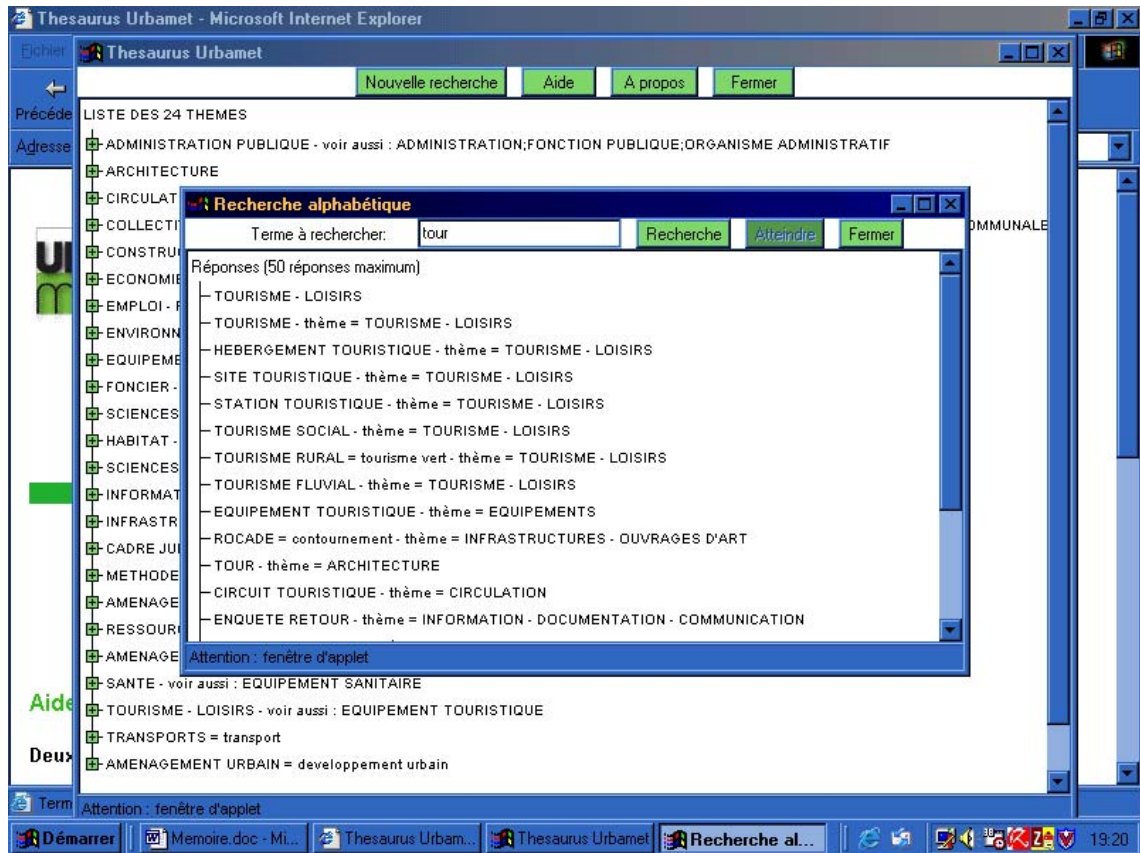 Thesaurus Urbamet - Microsoft Internet Explorer
Fichier
Thesaurus Urbamet
Nouvelle recherche Aide A propos Fermer
Précéde
LISTE DES 24 THEMES
Adresse
ADMINISTRATION PUBLIQUE - voir aussi : ADMINISTRATION;FONCTION PUBLIQUE;ORGANISME ADMINISTRATIF
ARCHITECTURE
CIRCULAT
COLLECTI
OMMUNALE
CONSTRU
ECONOMIE
EMPLOI - F
ENVIRONN
EQUIPEME
FONCIER -
SCIENCES
HABITAT -
SCIENCES
INFORMAT
INFRASTR
CADRE JUI
METHODE
AMENAGE
RESSOUR
AMENAGE
SANTE - voir aussi : EQUIPEMENT SANITAIRE
TOURISME - LOISIRS - voir aussi : EQUIPEMENT TOURISTIQUE
TRANSPORTS = transport
AMENAGEMENT URBAIN = developpement urbain
Attention : fenêtre d'applet
Recherche alphabétique
Terme à rechercher: tour Recherche Atteindre Fermer
Réponses (50 réponses maximum)
TOURISME - LOISIRS
TOURISME - thème = TOURISME - LOISIRS
HEBERGEMENT TOURISTIQUE - thème = TOURISME - LOISIRS
SITE TOURISTIQUE - thème = TOURISME - LOISIRS
STATION TOURISTIQUE - thème = TOURISME - LOISIRS
TOURISME SOCIAL - thème = TOURISME - LOISIRS
TOURISME RURAL = tourisme vert - thème = TOURISME - LOISIRS
TOURISME FLUVIAL - thème = TOURISME - LOISIRS
EQUIPEMENT TOURISTIQUE - thème = EQUIPEMENTS
ROCADE = contournement - thème = INFRASTRUCTURES - OUVRAGES D'ART
TOUR - thème = ARCHITECTURE
CIRCUIT TOURISTIQUE - thème = CIRCULATION
ENQUETE RETOUR - thème = INFORMATION - DOCUMENTATION - COMMUNICATION
Attention : fenêtre d'applet
Aide
Deux
Term
Démarrer Memoire.doc - Mi... Thesaurus Urbam... Thesaurus Urbamet Recherche al... 19:20